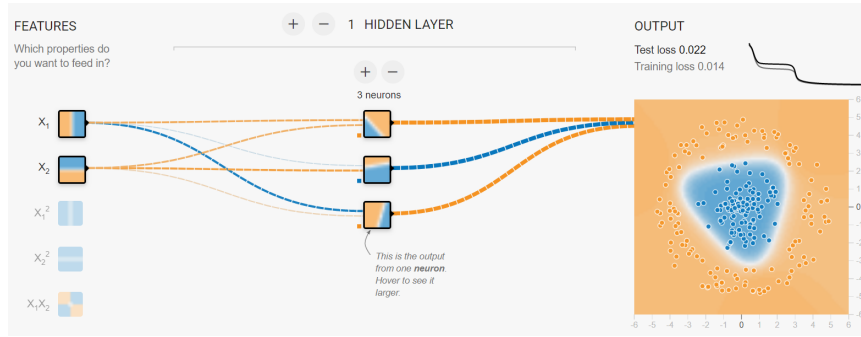 FEATURES
Which properties do
you want to feed in?
+ − 1 HIDDEN LAYER
+ −
3 neurons
X₁
X₂
X₁²
X₂²
X₁X₂
This is the output
from one neuron.
Hover to see it
larger.
OUTPUT
Test loss 0.022
Training loss 0.014
6
5
4
3
2
1
0
-1
-2
-3
-4
-5
-6
-6 -5 -4 -3 -2 -1 0 1 2 3 4 5 6